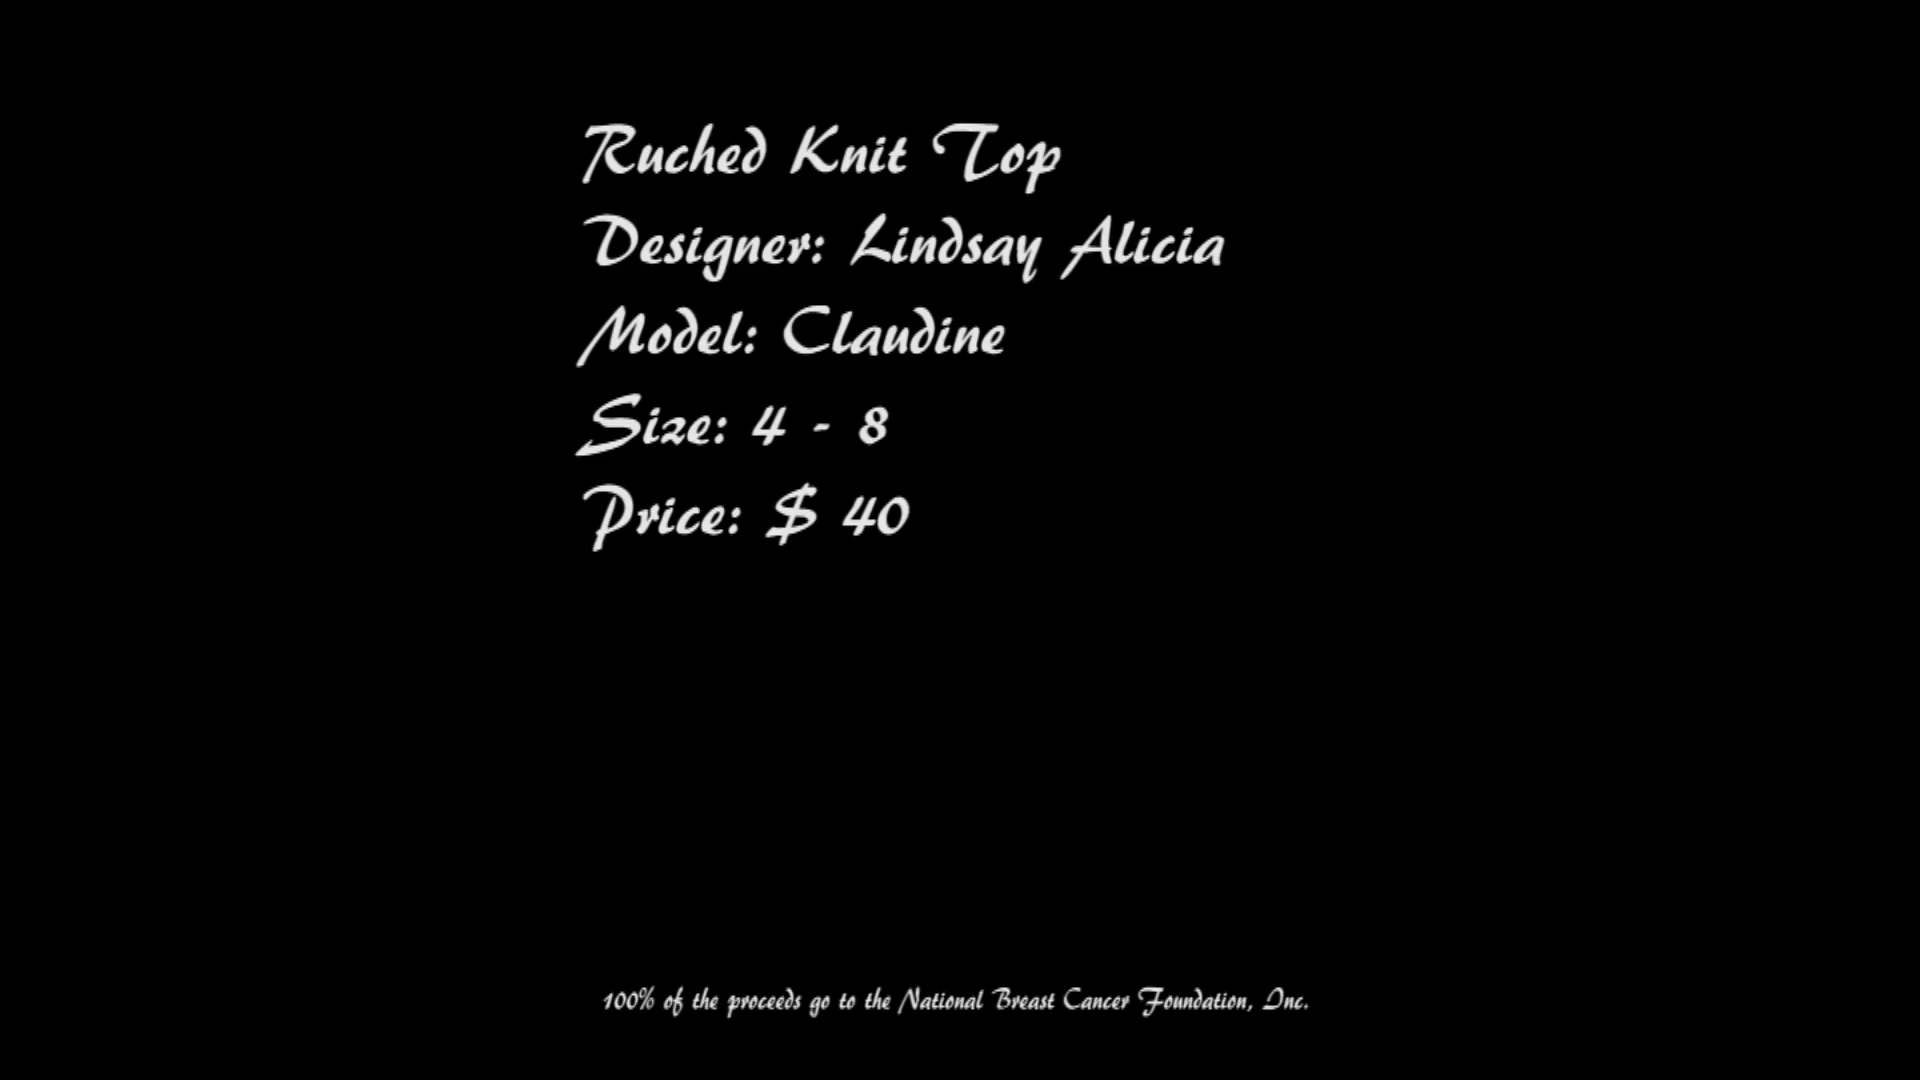 Ruched Knit Top
Designer: Lindsay Alicia
Model: Claudine
Size: 4 - 8
Price: $ 40
100% of the proceeds go to the National Breast Cancer Foundation, Inc.